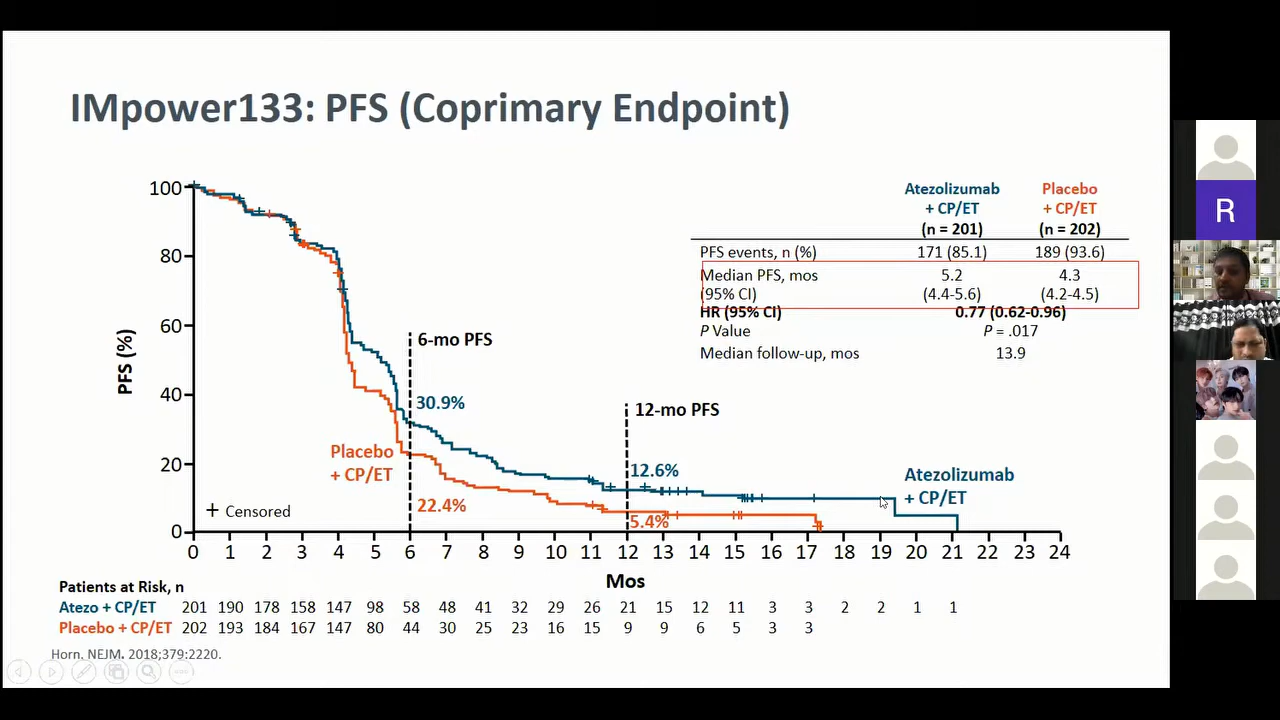 IMpower133: PFS (Coprimary Endpoint)
Atezolizumab + CP/ET (n = 201)
Placebo + CP/ET (n = 202)
PFS events, n (%) 171 (85.1) 189 (93.6)
Median PFS, mos 5.2 4.3
(95% CI) (4.4-5.6) (4.2-4.5)
HR (95% CI) 0.77 (0.62-0.96)
P Value P = .017
Median follow-up, mos 13.9
PFS (%)
100
80
60
40
20
0
6-mo PFS
30.9%
22.4%
12-mo PFS
12.6%
5.4%
Placebo
+ CP/ET
Atezolizumab
+ CP/ET
+ Censored
0 1 2 3 4 5 6 7 8 9 10 11 12 13 14 15 16 17 18 19 20 21 22 23 24
Mos
Patients at Risk, n
Atezo + CP/ET 201 190 178 158 147 98 58 48 41 32 29 26 21 15 12 11 3 3 2 2 1 1
Placebo + CP/ET 202 193 184 167 147 80 44 30 25 23 16 15 9 9 6 5 3 3
Horn. NEJM. 2018;379:2220.
R